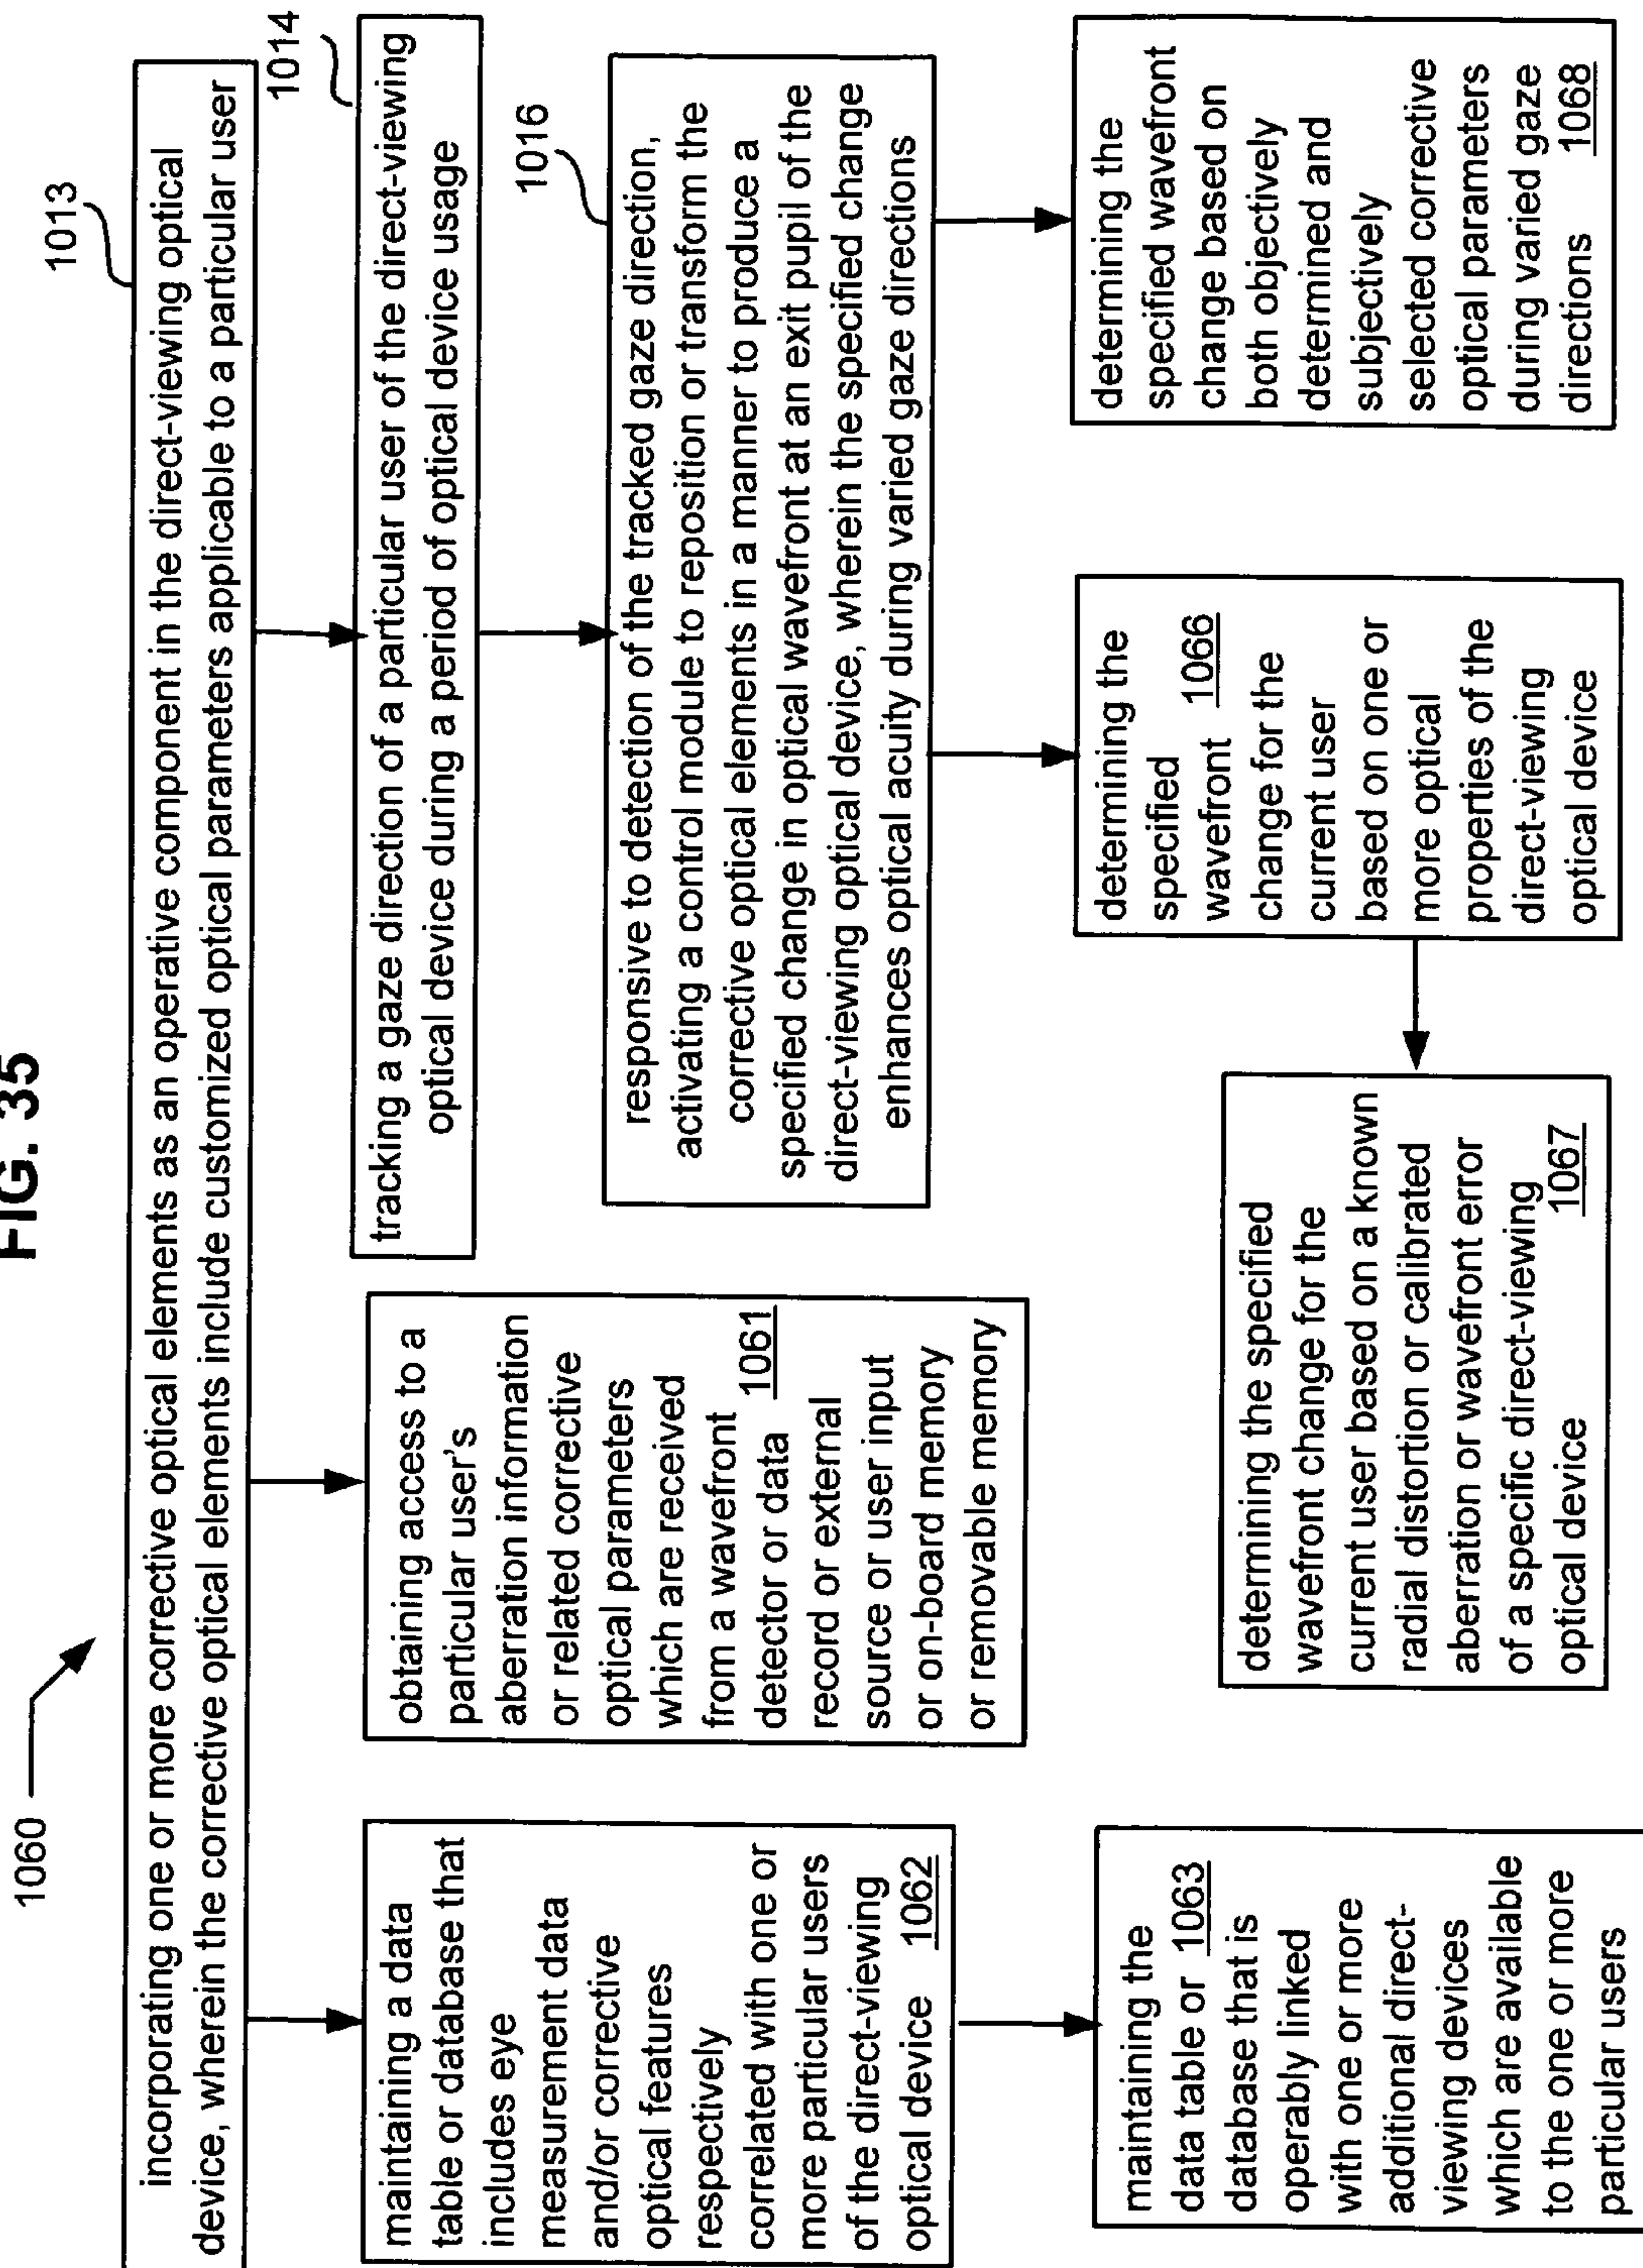 FIG. 35
1060
1013
incorporating one or more corrective optical elements as an operative component in the direct-viewing optical
device, wherein the corrective optical elements include customized optical parameters applicable to a particular user
1014
tracking a gaze direction of a particular user of the direct-viewing
optical device during a period of optical device usage
1016
responsive to detection of the tracked gaze direction,
activating a control module to reposition or transform the
corrective optical elements in a manner to produce a
specified change in optical wavefront at an exit pupil of the
direct-viewing optical device, wherein the specified change
enhances optical acuity during varied gaze directions
maintaining a data
table or database that
includes eye
measurement data
and/or corrective
optical features
respectively
correlated with one or
more particular users
of the direct-viewing
optical device 1062
obtaining access to a
particular user's
aberration information
or related corrective
optical parameters
which are received
from a wavefront 1061
detector or data
record or external
source or user input
or on-board memory
or removable memory
maintaining the
data table or 1063
database that is
operably linked
with one or more
additional direct-
viewing devices
which are available
to the one or more
particular users
determining the specified
wavefront change for the
current user based on a known
radial distortion or calibrated
aberration or wavefront error
of a specific direct-viewing
optical device 1067
determining the
specified
wavefront 1066
change for the
current user
based on one or
more optical
properties of the
direct-viewing
optical device
determining the
specified wavefront
change based on
both objectively
determined and
subjectively
selected corrective
optical parameters
during varied gaze
directions 1068